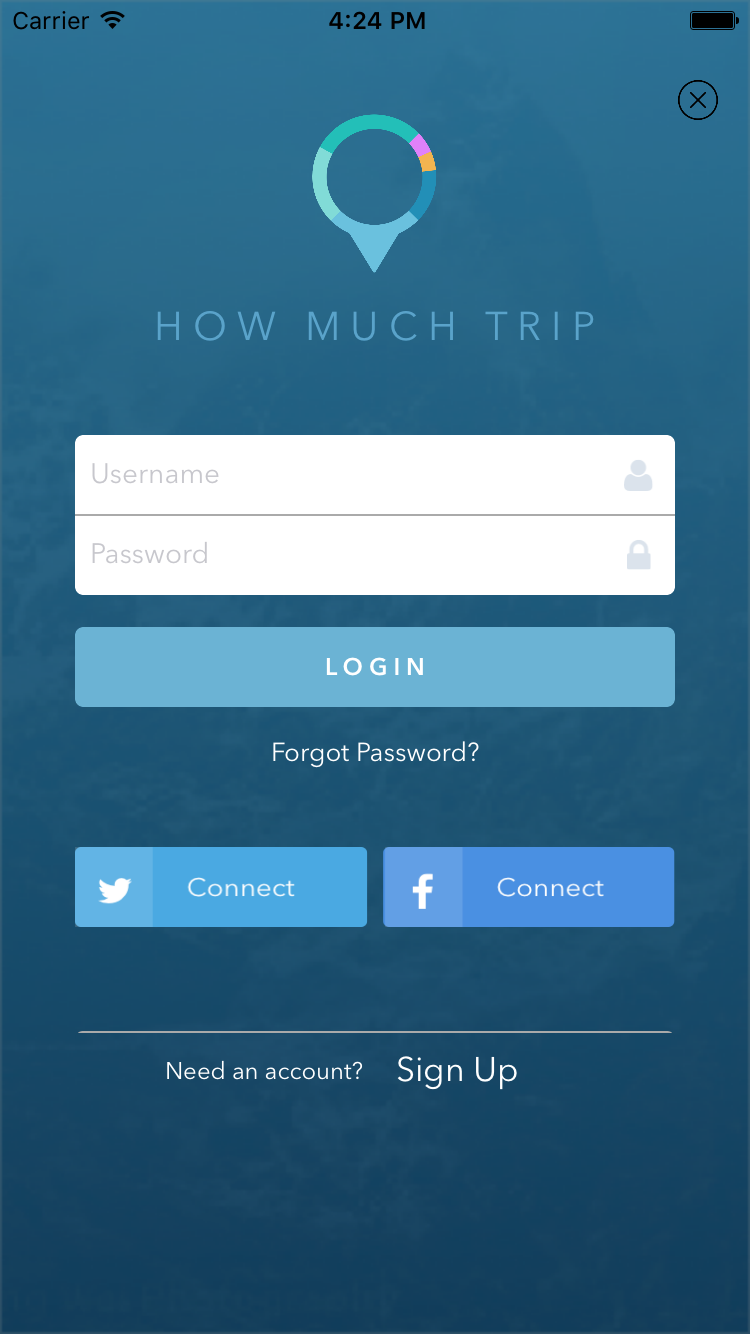 Carrier 4:24 PM
HOW MUCH TRIP
Username
Password
LOGIN
Forgot Password?
Connect Connect
Need an account? Sign Up